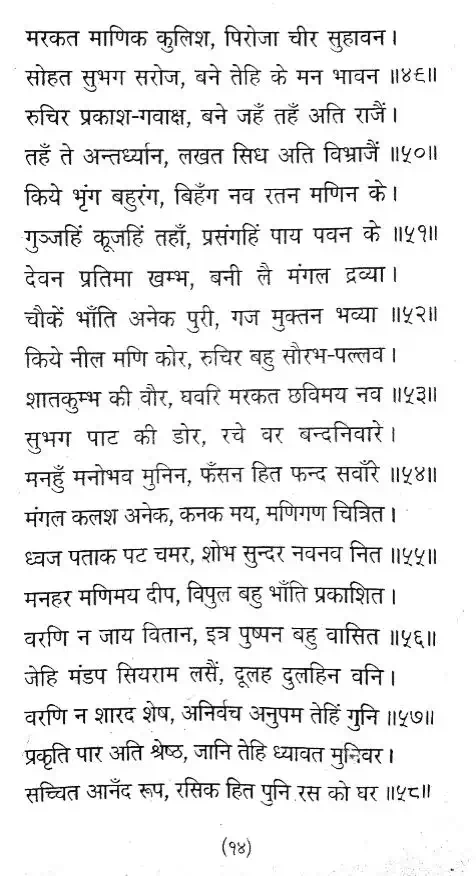 मरकत माणिक कुलिश, पिरोजा चीर सुहावन।
सोहत सुभग सरोज, बने तेहि के मन भावन॥४९॥
रुचिर प्रकाश-गवाक्ष, बने जहँ तहँ अति राजैं।
तहँ ते अन्तर्ध्यान, लखत सिध अति विभ्राजैं॥५०॥
किये भृंग बहुरंग, बिहँग नव रतन मणिन के।
गुञ्जहिं कूजहिं तहाँ, प्रसंगहिं पाय पवन के॥५१॥
देवन प्रतिमा खम्भ, बनी लै मंगल द्रव्या।
चौकें भाँति अनेक पुरी, गज मुक्तन भव्या॥५२॥
किये नील मणि कोर, रुचिर बहु सौरभ-पल्लव।
शातकुम्भ की वौर, घवरि मरकत छविमय नव॥५३॥
सुभग पाट की डोर, रचे वर बन्दनिवारे।
मनहुँ मनोभव मुनिन, फँसन हित फन्द सवाँरे॥५४॥
मंगल कलश अनेक, कनक मय, मणिगण चित्रित।
ध्वज पताक पट चमर, शोभ सुन्दर नवनव नित॥५५॥
मनहर मणिमय दीप, विपुल बहु भाँति प्रकाशित।
वरणि न जाय वितान, इत्र पुष्पन बहु वासित॥५६॥
जेहि मंडप सियराम लसैं, दूलह दुलहिन वनि।
वरणि न शारद शेष, अनिर्वच अनुपम तेहिं गुनि॥५७॥
प्रकृति पार अति श्रेष्ठ, जानि तेहि ध्यावत मुनिवर।
सच्चित आनँद रूप, रसिक हित पुनि रस को घर॥५८॥
(१४)